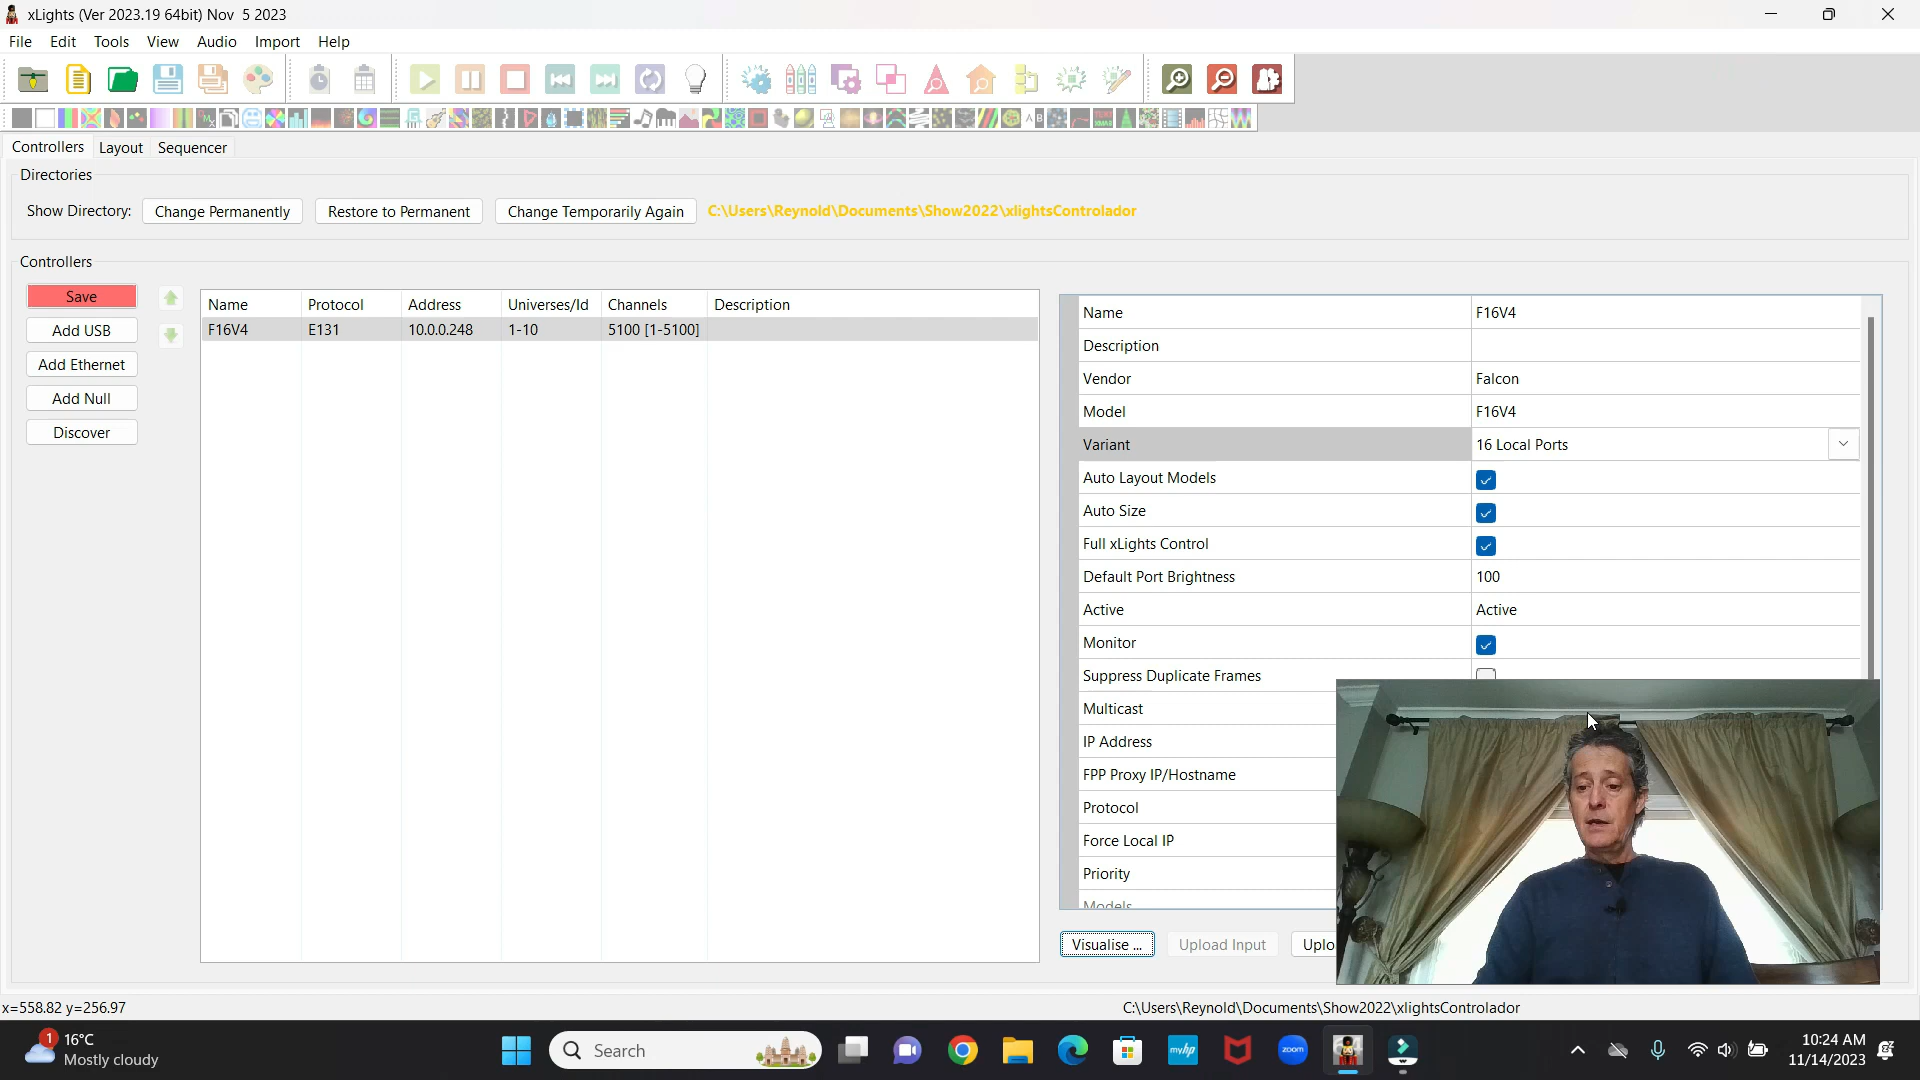 xLights (Ver 2023.19 64bit) Nov 5 2023
File Edit Tools View Audio Import Help
Controllers Layout Sequencer
Directories
Show Directory: Change Permanently Restore to Permanent Change Temporarily Again C:\Users\Reynold\Documents\Show2022\xlightsControlador
Controllers
Save
Add USB
Add Ethernet
Add Null
Discover
Name Protocol Address Universes/Id Channels Description
F16V4 E131 10.0.0.248 1-10 5100 [1-5100]
Name F16V4
Description
Vendor Falcon
Model F16V4
Variant 16 Local Ports
Auto Layout Models
Auto Size
Full xLights Control
Default Port Brightness 100
Active Active
Monitor
Suppress Duplicate Frames
Multicast
IP Address
FPP Proxy IP/Hostname
Protocol
Force Local IP
Priority
Models
Visualise ... Upload Input Uplo
x=558.82 y=256.97 C:\Users\Reynold\Documents\Show2022\xlightsControlador
1 16°C
Mostly cloudy
Search
myhp
zoom
10:24 AM
11/14/2023